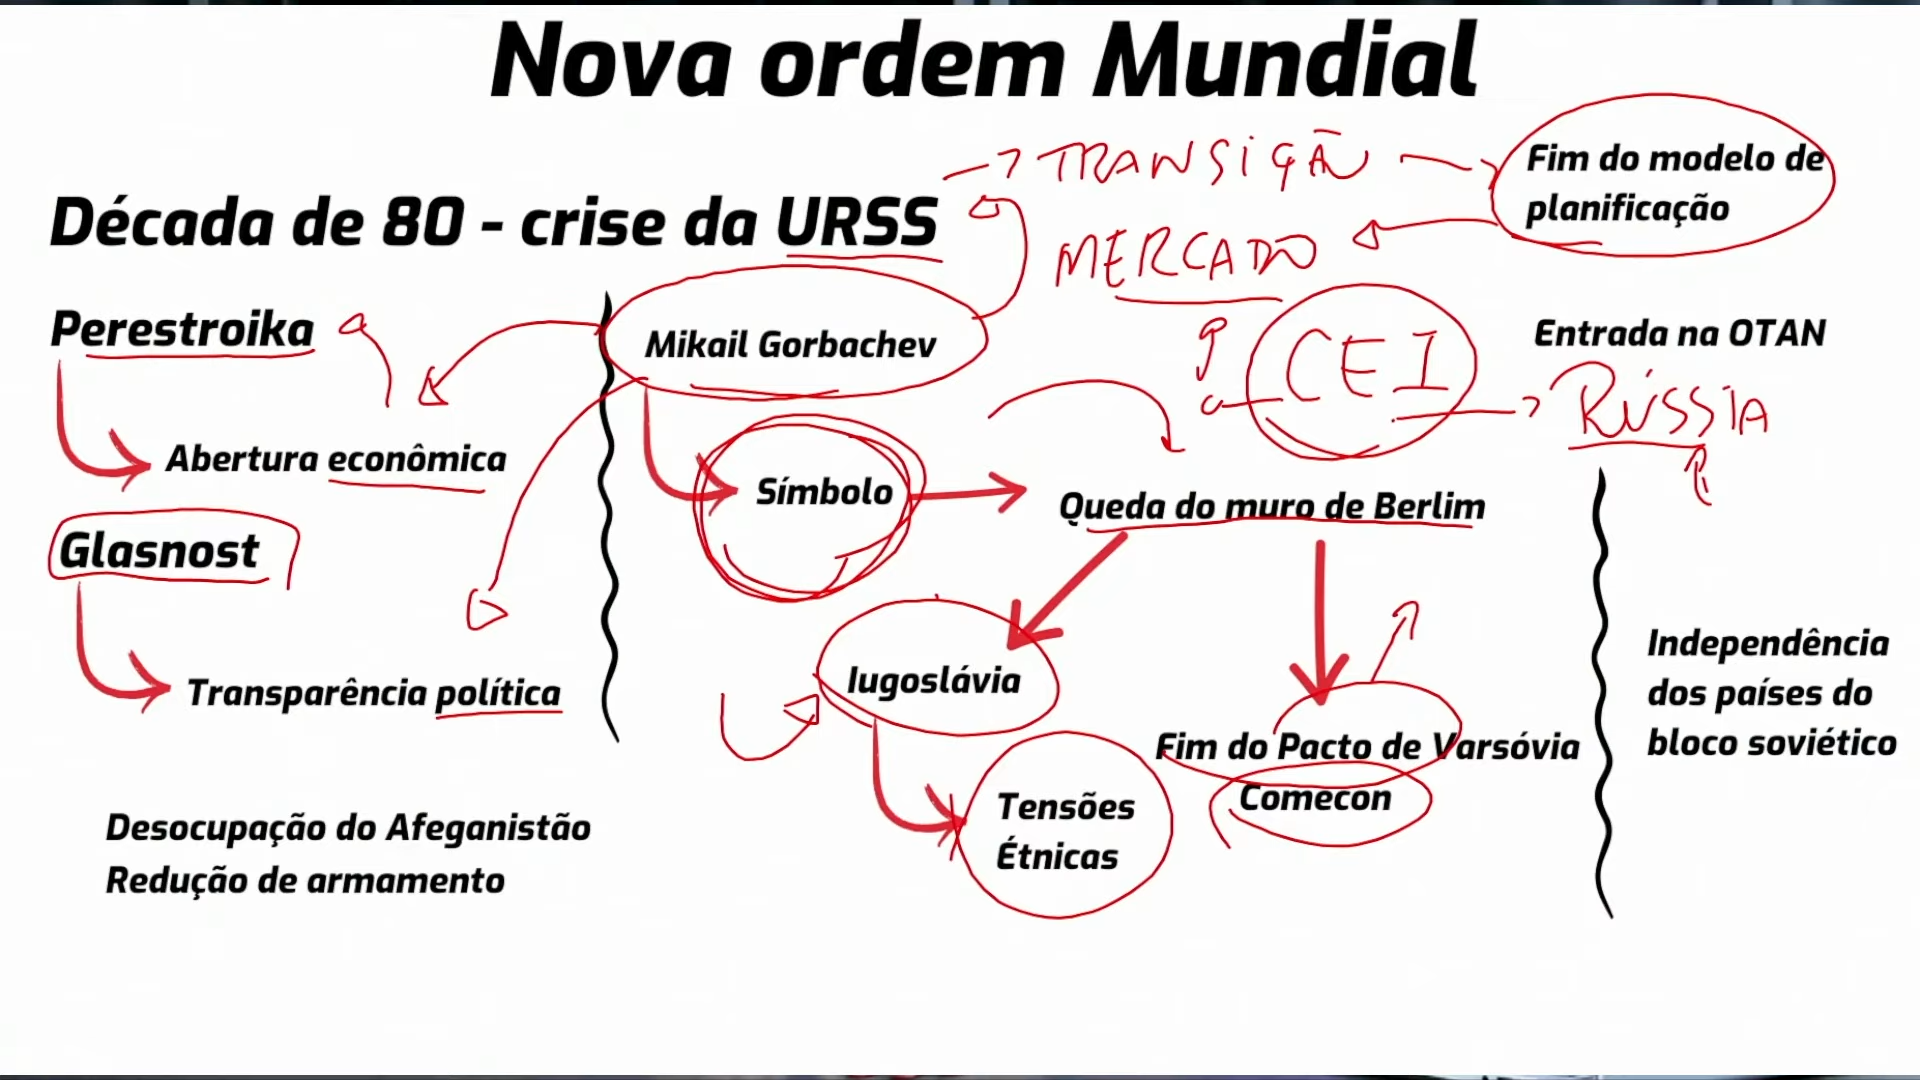 Nova ordem Mundial
Década de 80 - crise da URSS
TRANSIÇÃ
Fim do modelo de
planificação
MERCADO
Perestroika
Mikail Gorbachev
CEI
Entrada na OTAN
RÚSSIA
Abertura econômica
Símbolo
Queda do muro de Berlim
Glasnost
Transparência política
Iugoslávia
Tensões
Étnicas
Fim do Pacto de Varsóvia
Comecon
Independência
dos países do
bloco soviético
Desocupação do Afeganistão
Redução de armamento